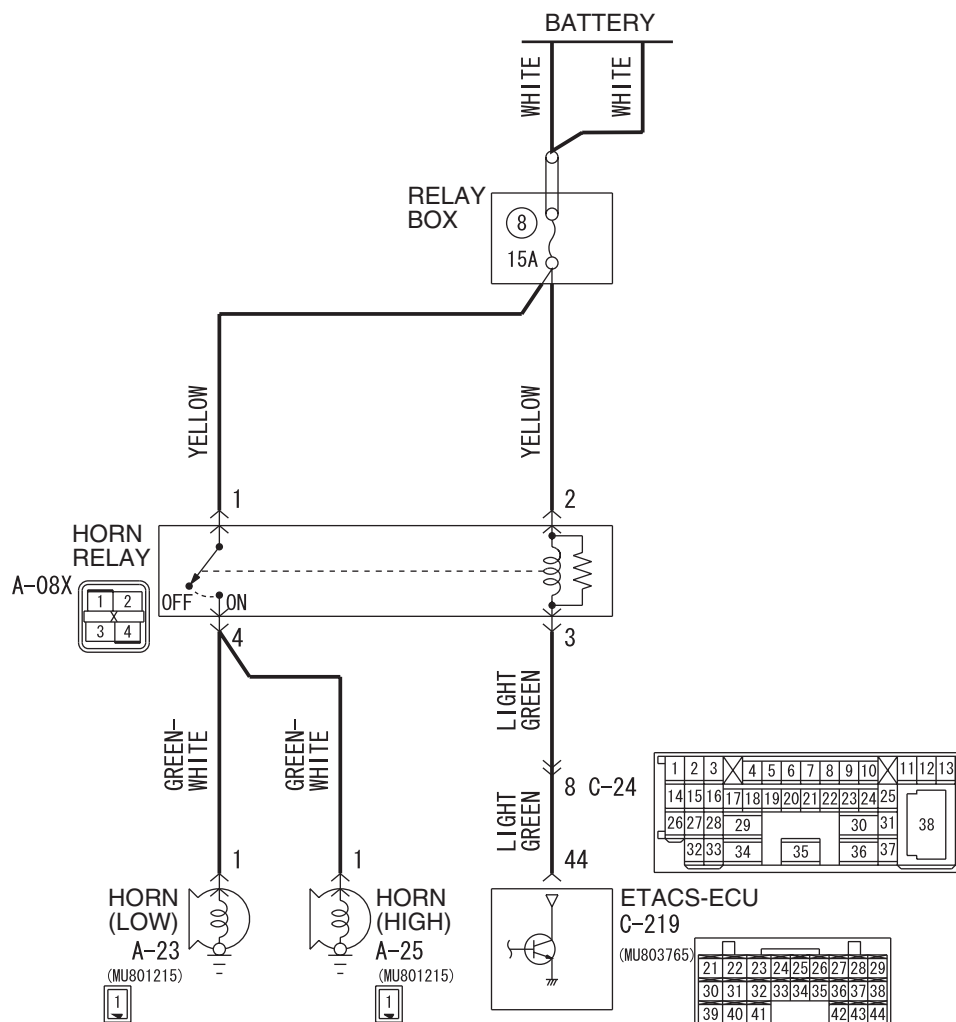 BATTERY
WHITE
WHITE
RELAY
BOX
8
15A
YELLOW
YELLOW
1
2
HORN
RELAY
A-08X
1 2
X
3 4
OFF
ON
4
3
GREEN-
WHITE
GREEN-
WHITE
LIGHT
GREEN
8 C-24
LIGHT
GREEN
1 2 3 4 5 6 7 8 9 10 11 12 13
14 15 16 17 18 19 20 21 22 23 24 25
26 27 28 29 30 31 38
32 33 34 35 36 37
1
1
44
HORN
(LOW)
A-23
(MU801215)
1
HORN
(HIGH)
A-25
(MU801215)
1
ETACS-ECU
C-219
(MU803765)
21 22 23 24 25 26 27 28 29
30 31 32 33 34 35 36 37 38
39 40 41 42 43 44